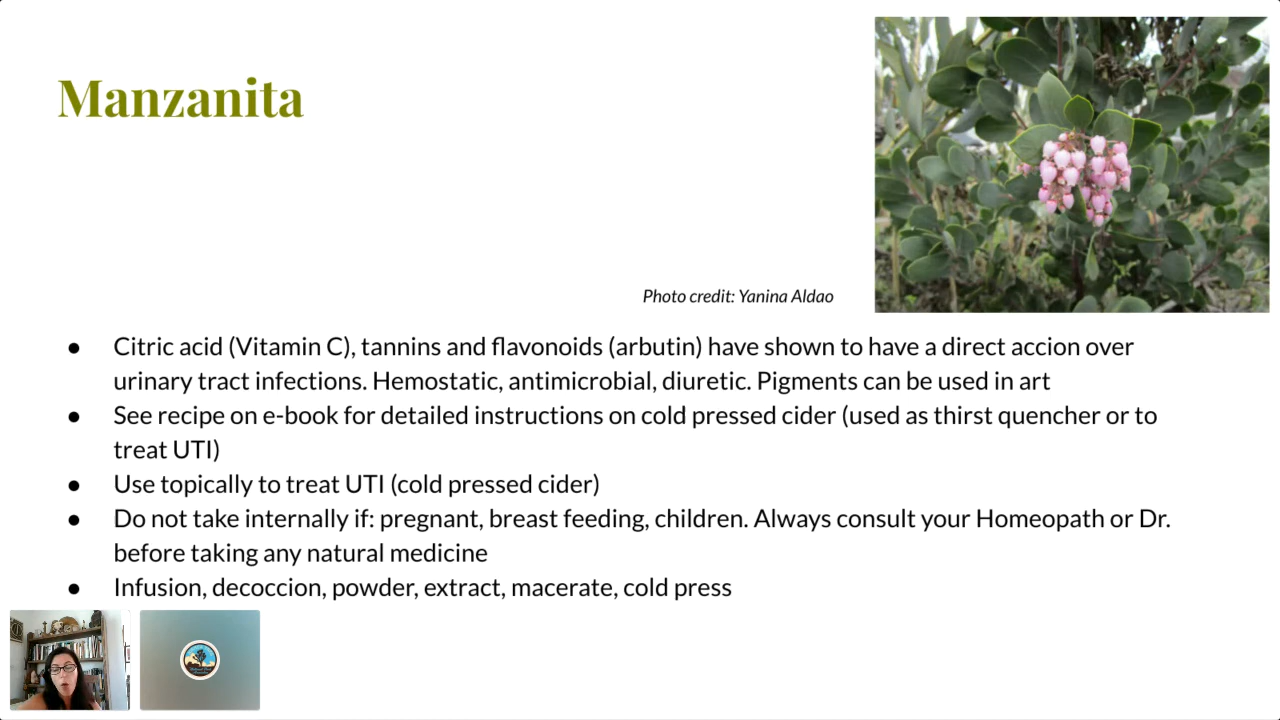 Manzanita
Photo credit: Yanina Aldao
● Citric acid (Vitamin C), tannins and flavonoids (arbutin) have shown to have a direct accion over
urinary tract infections. Hemostatic, antimicrobial, diuretic. Pigments can be used in art
● See recipe on e-book for detailed instructions on cold pressed cider (used as thirst quencher or to
treat UTI)
● Use topically to treat UTI (cold pressed cider)
● Do not take internally if: pregnant, breast feeding, children. Always consult your Homeopath or Dr.
before taking any natural medicine
● Infusion, decoccion, powder, extract, macerate, cold press